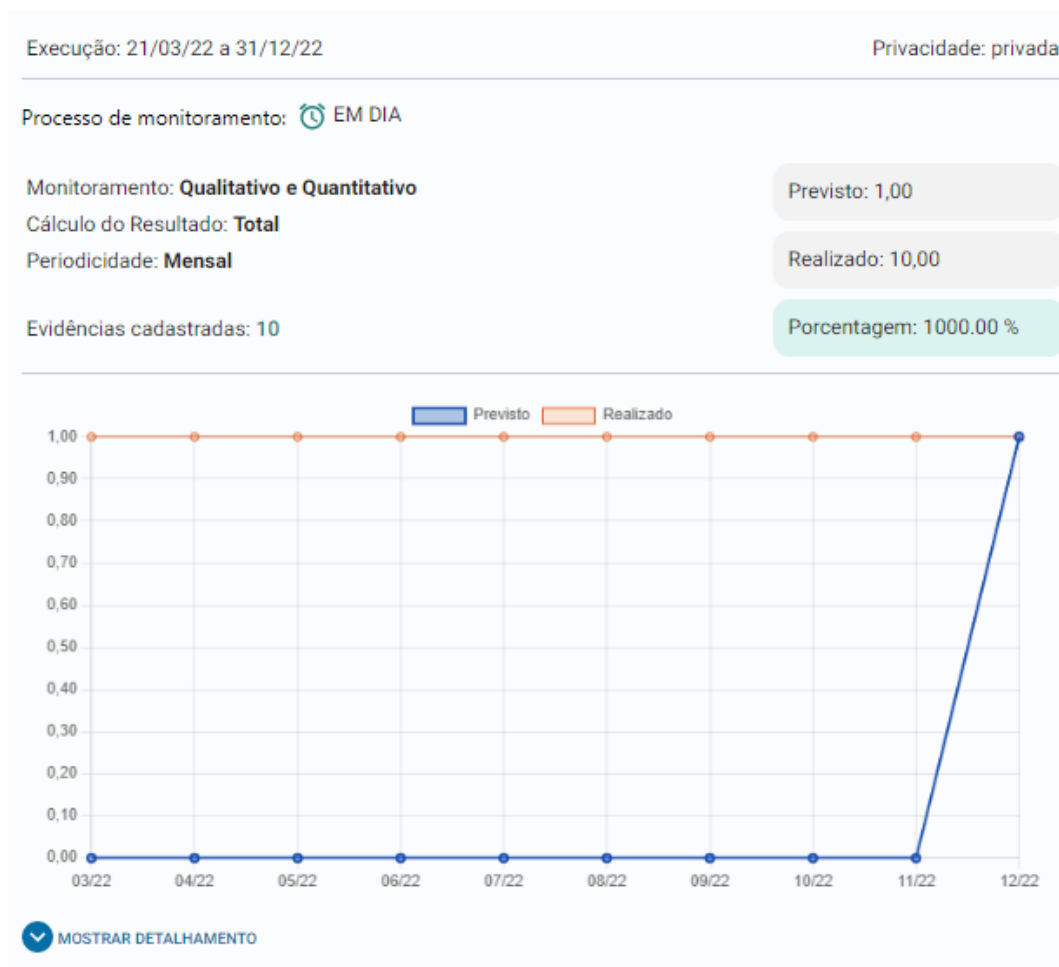 Execução: 21/03/22 a 31/12/22
Privacidade: privada
Processo de monitoramento: EM DIA
Monitoramento: Qualitativo e Quantitativo
Cálculo do Resultado: Total
Periodicidade: Mensal
Evidências cadastradas: 10
Previsto: 1,00
Realizado: 10,00
Porcentagem: 1000.00 %
Previsto Realizado
1,00
0,90
0,80
0,70
0,60
0,50
0,40
0,30
0,20
0,10
0,00
03/22 04/22 05/22 06/22 07/22 08/22 09/22 10/22 11/22 12/22
MOSTRAR DETALHAMENTO